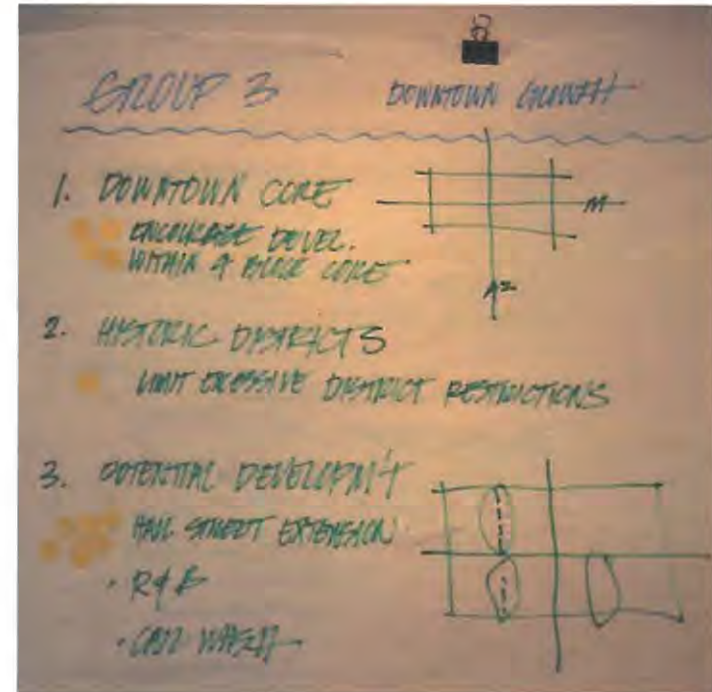 GROUP 3
DOWNTOWN GROWTH
1. DOWNTOWN CORE
ENCOURAGE DEVEL.
WITHIN 4 BLOCK CORE
M
2. HISTORIC DISTRICTS
LIMIT EXCESSIVE DISTRICT RESTRICTIONS
3. POTENTIAL DEVELOPM'T
STREET EXTENSION
• R & B
•